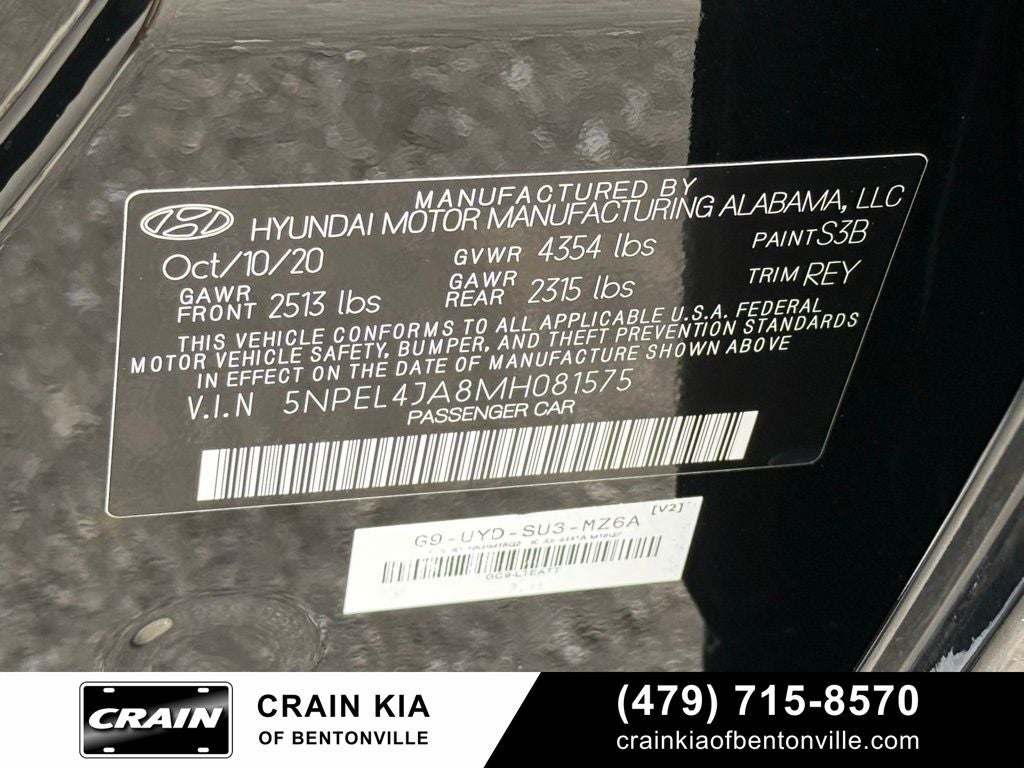 MANUFACTURED BY
HYUNDAI MOTOR MANUFACTURING ALABAMA, LLC
Oct/10/20 GVWR 4354 lbs PAINT S3B
GAWR FRONT 2513 lbs GAWR REAR 2315 lbs TRIM REY
THIS VEHICLE CONFORMS TO ALL APPLICABLE U.S.A. FEDERAL
MOTOR VEHICLE SAFETY, BUMPER, AND THEFT PREVENTION STANDARDS
IN EFFECT ON THE DATE OF MANUFACTURE SHOWN ABOVE
V.I.N 5NPEL4JA8MH081575
PASSENGER CAR
G9-UYD-SU3-MZ6A [V2]
GC9-LTEATT
CRAIN
CRAIN KIA
OF BENTONVILLE
(479) 715-8570
crainkiaofbentonville.com